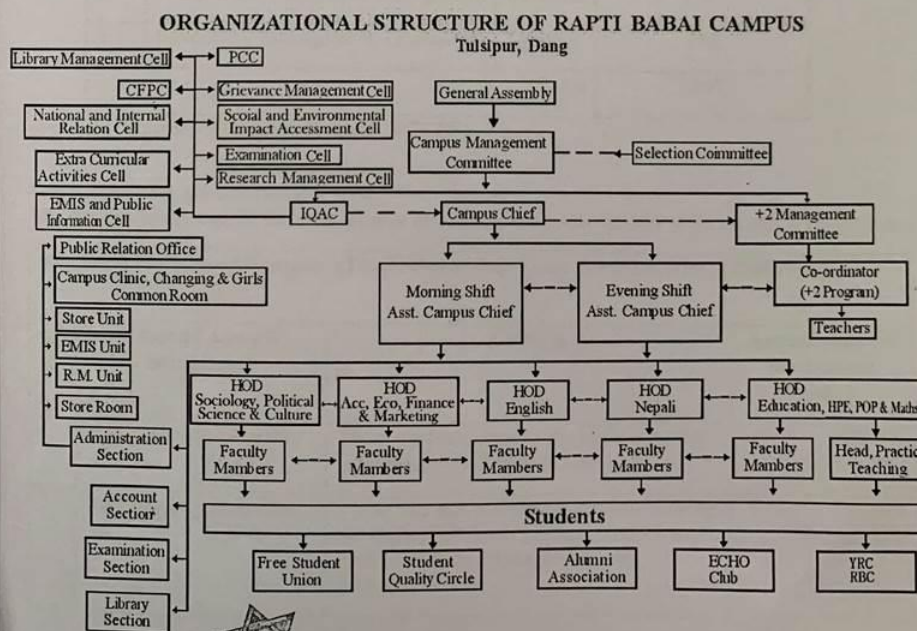 ORGANIZATIONAL STRUCTURE OF RAPTI BABAI CAMPUS
Tulsipur, Dang
Library Management Cell
PCC
CFPC
Grievance Management Cell
National and Internal
Relation Cell
Scoial and Environmental
Impact Accessment Cell
Extra Curricular
Activities Cell
Examination Cell
Research Management Cell
EMIS and Public
Information Cell
General Assembly
Campus Management
Committee
Selection Coimmittee
IQAC
Campus Chief
+2 Management
Committee
Public Relation Office
Campus Clinic, Changing & Girls
Common Room
Store Unit
EMIS Unit
R.M. Unit
Store Room
Morning Shift
Asst. Campus Chief
Evening Shift
Asst. Campus Chief
Co-ordinator
(+2 Program)
Teachers
HOD
Sociology, Political
Science & Culture
HOD
Acc, Eco, Finance
& Marketing
HOD
English
HOD
Nepali
HOD
Education, HPE, POP & Maths
Administration
Section
Faculty
Mambers
Faculty
Mambers
Faculty
Mambers
Faculty
Mambers
Faculty
Mambers
Head, Practic
Teaching
Account
Section
Students
Examination
Section
Free Student
Union
Student
Quality Circle
Alumni
Association
ECHO
Club
YRC
RBC
Library
Section